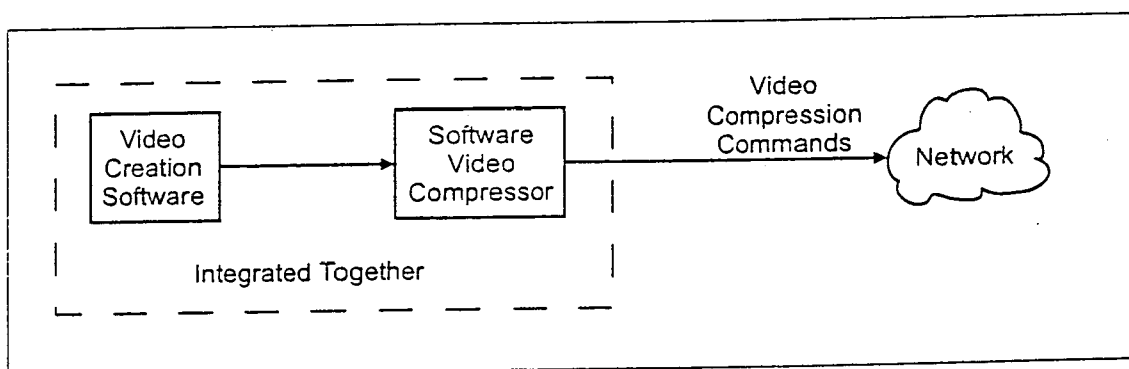 Video
Creation
Software
Software
Video
Compressor
Video
Compression
Commands
Network
Integrated Together